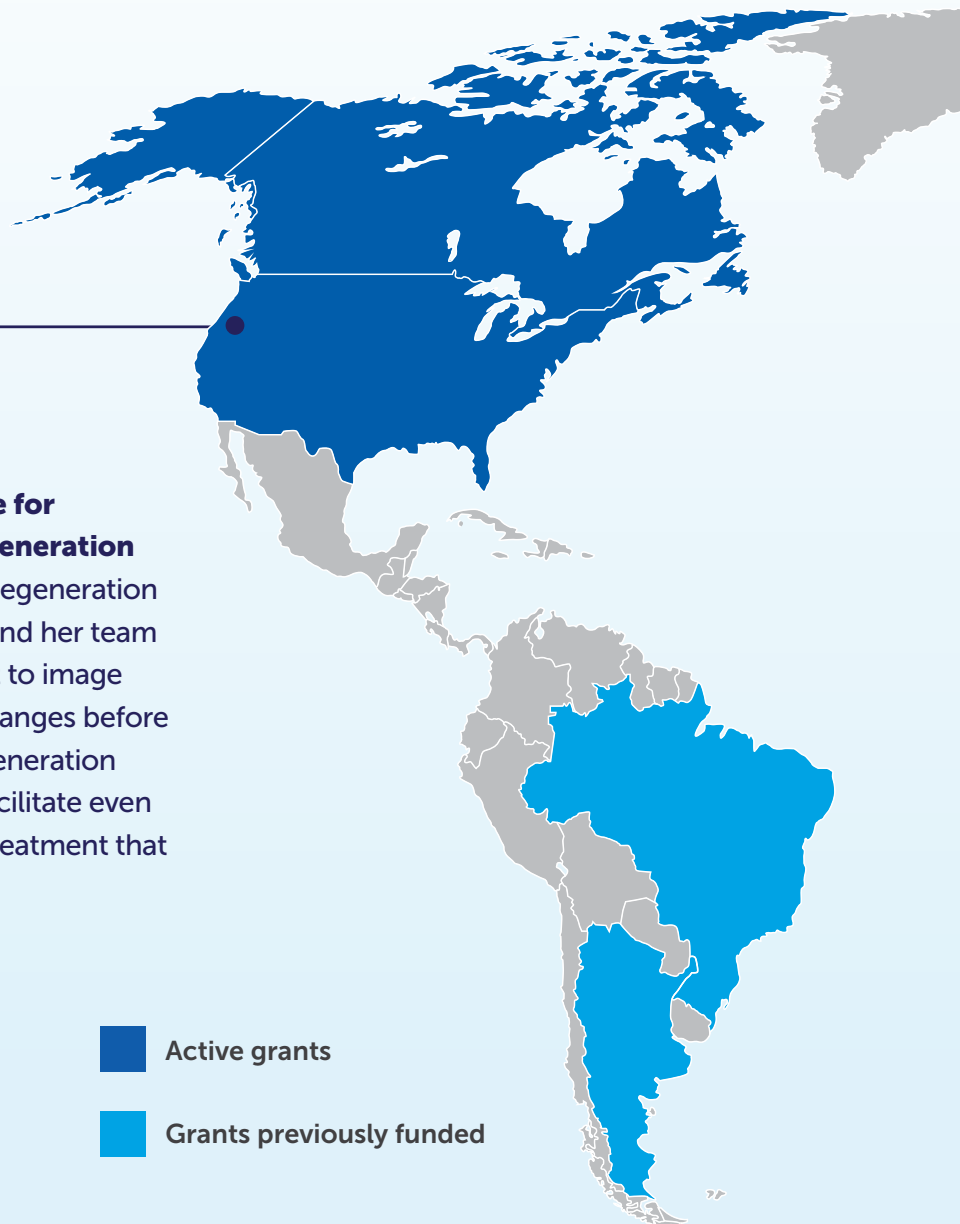 e for
eneration
egeneration
nd her team
to image
anges before
eneration
cilitate even
eatment that
Active grants
Grants previously funded